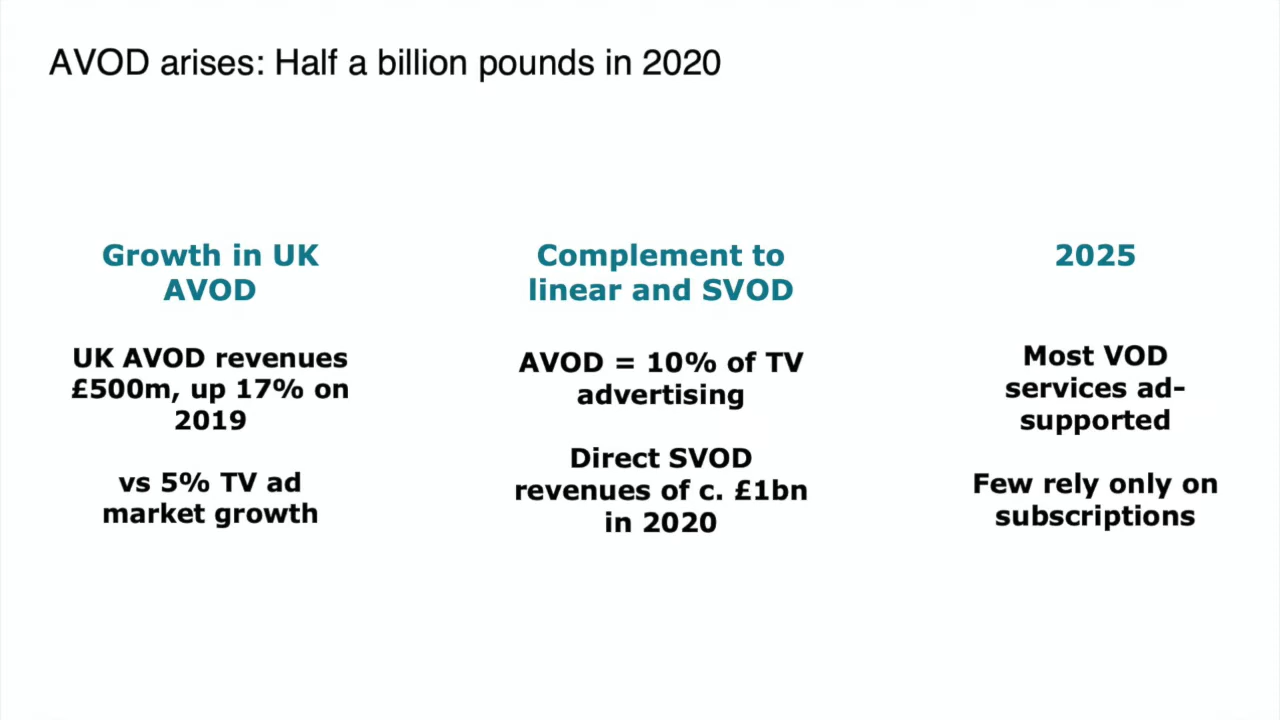 AVOD arises: Half a billion pounds in 2020
Growth in UK
AVOD
UK AVOD revenues
£500m, up 17% on
2019
vs 5% TV ad
market growth
Complement to
linear and SVOD
AVOD = 10% of TV
advertising
Direct SVOD
revenues of c. £1bn
in 2020
2025
Most VOD
services ad-
supported
Few rely only on
subscriptions